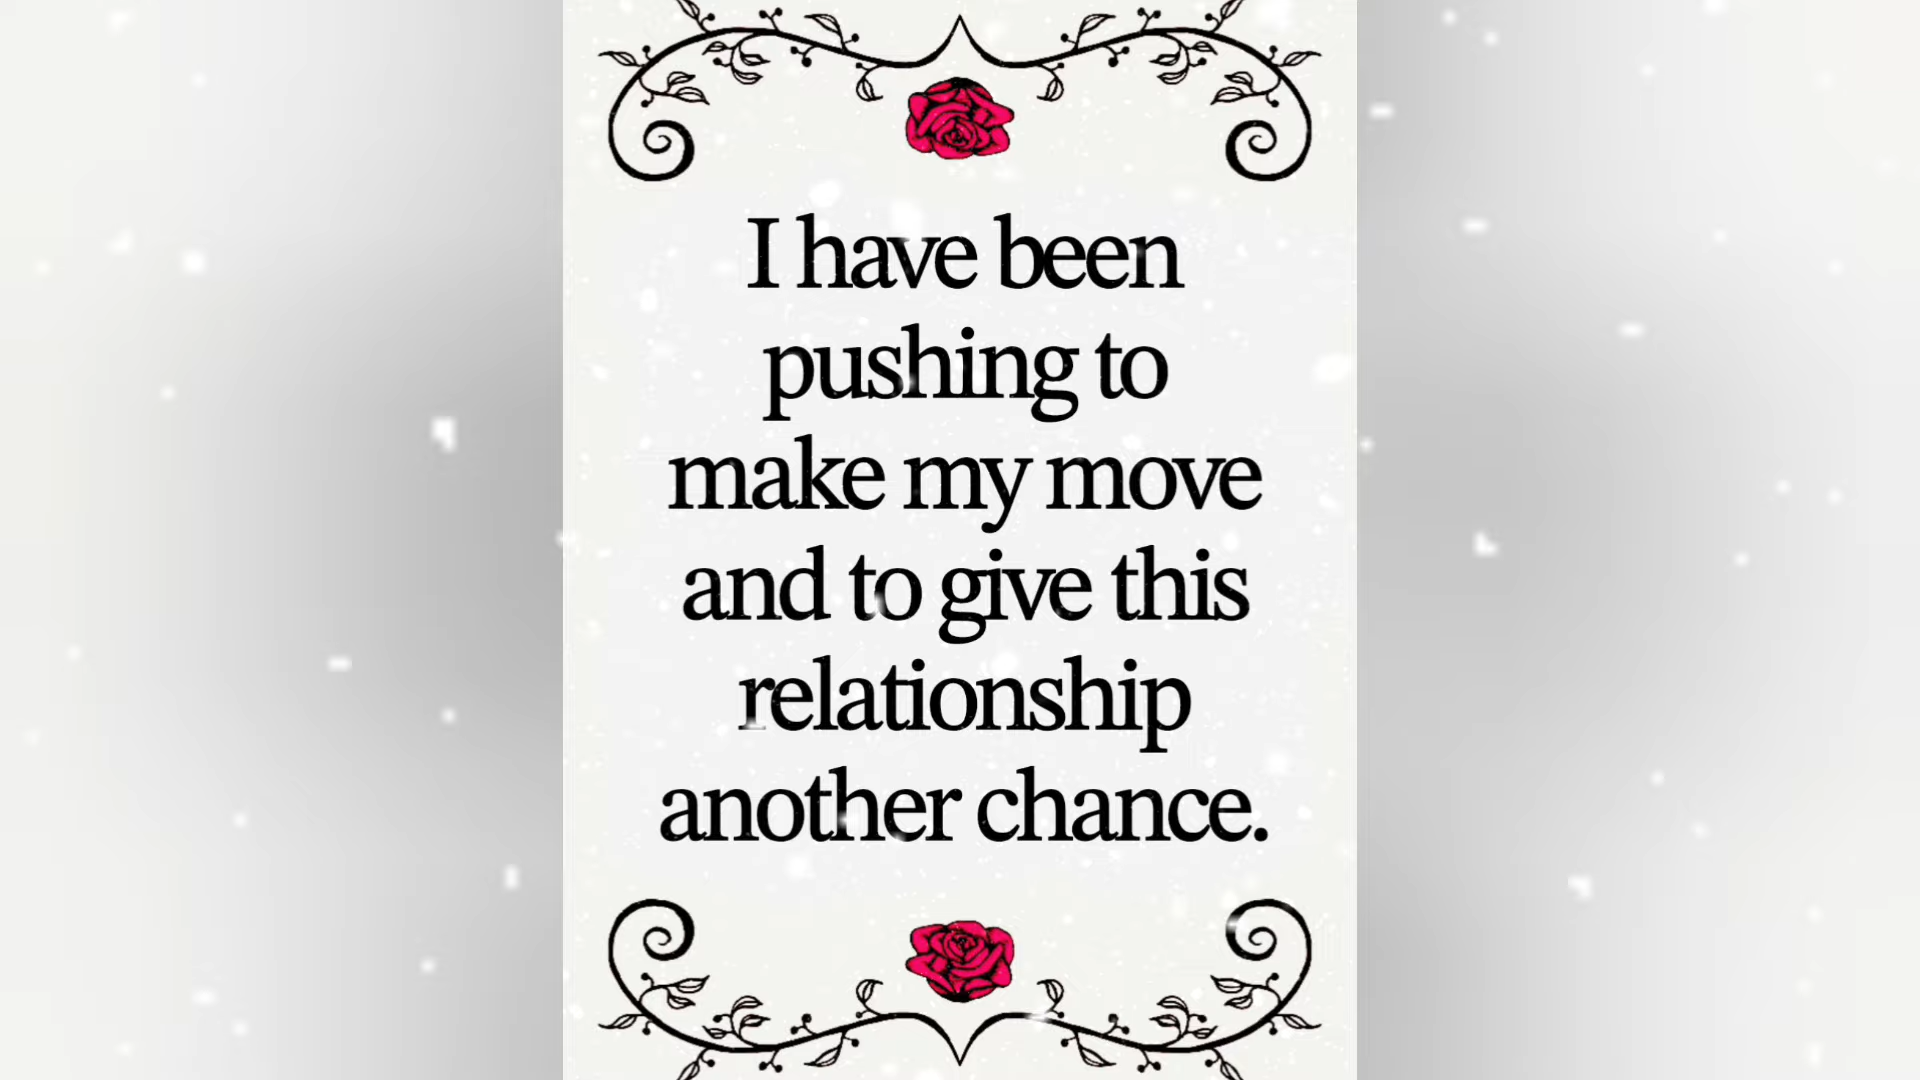 I have been
pushing to
make my move
and to give this
relationship
another chance.